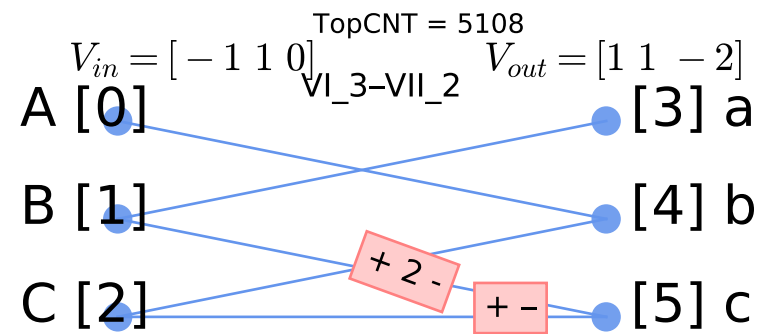 TopCNT = 5108
V_in = [ − 1 1 0] V_out = [1 1 − 2]
VI_3–VII_2
A [0] [3] a
B [1] [4] b
+ 2 -
C [2] + − [5] c